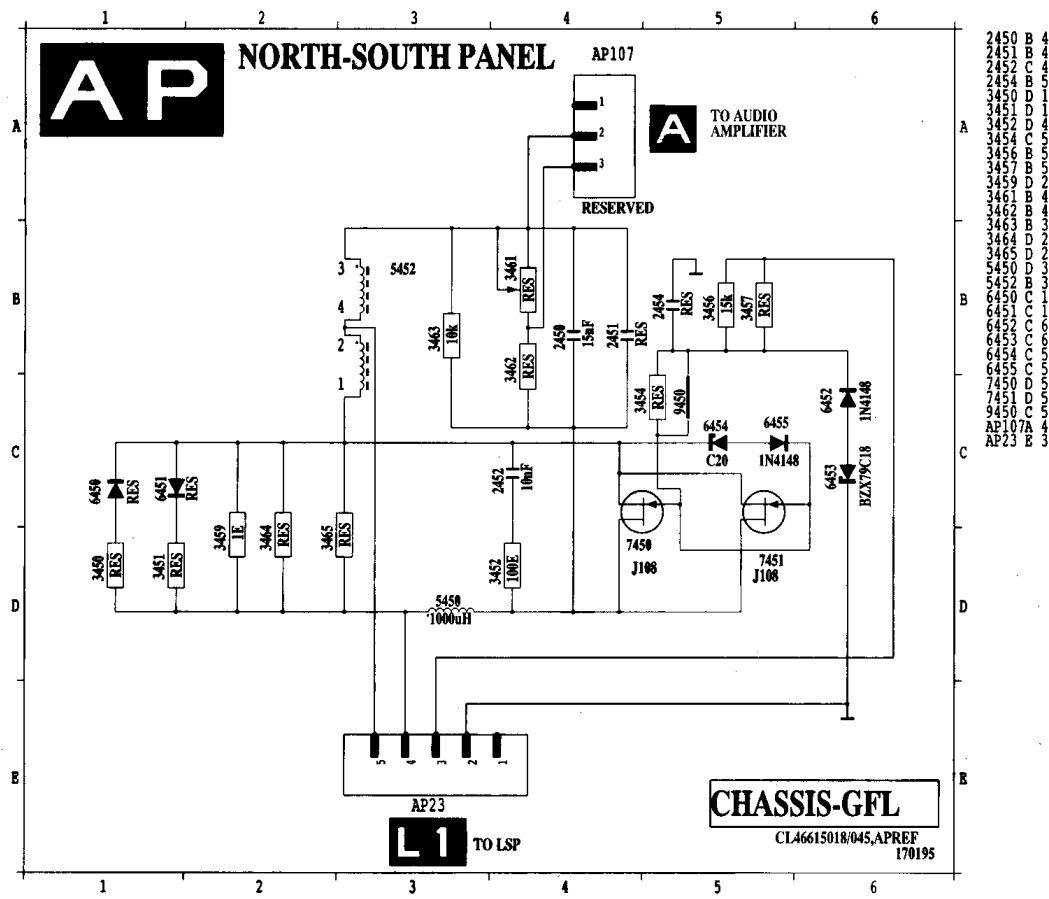 1 2 3 4 5 6
AP
NORTH-SOUTH PANEL
AP107
1
2
3
RESERVED
A
TO AUDIO
AMPLIFIER
A
A
B
B
C
C
D
D
E
E
3
5452
4
2
1
3463
10k
3461
RES
3462
RES
2450
15nF
2451
RES
2454
RES
3456
15k
3457
RES
3454
RES
9450
6452
1N4148
6454
C20
6455
1N4148
6453
BZX79C18
6450
RES
6451
RES
2452
10nF
3450
RES
3451
RES
3459
1E
3464
RES
3465
RES
3452
100E
7450
J108
7451
J108
5450
1000uH
5 4 3 2 1
AP23
L1
TO LSP
CHASSIS-GFL
CL46615018/045,APREF
170195
1 2 3 4 5 6
2450 B 4
2451 B 4
2452 C 4
2454 B 5
3450 D 1
3451 D 1
3452 D 4
3454 C 5
3456 B 5
3457 B 5
3459 D 2
3461 B 4
3462 B 4
3463 B 3
3464 D 2
3465 D 2
5450 D 3
5452 B 3
6450 C 1
6451 C 1
6452 C 6
6453 C 6
6454 C 5
6455 C 5
7450 D 5
7451 D 5
9450 C 5
AP107A 4
AP23 E 3